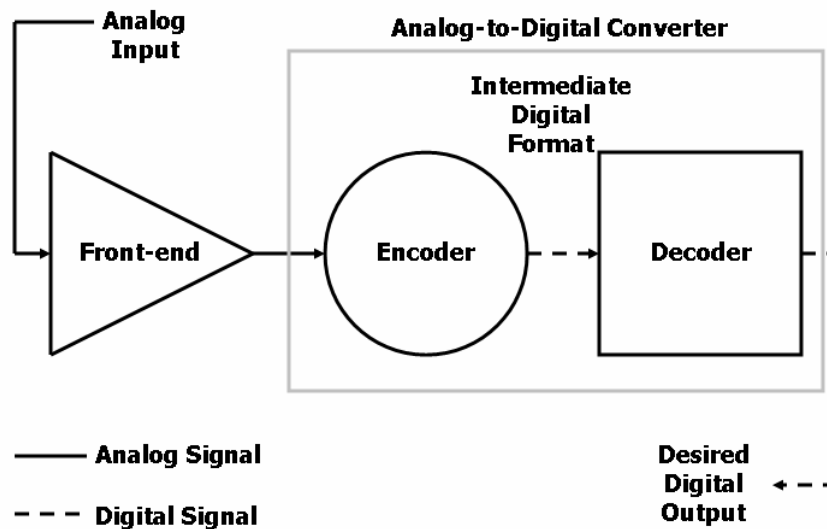 Analog
Input
Analog-to-Digital Converter
Intermediate
Digital
Format
Front-end
Encoder
Decoder
Analog Signal
Digital Signal
Desired
Digital
Output